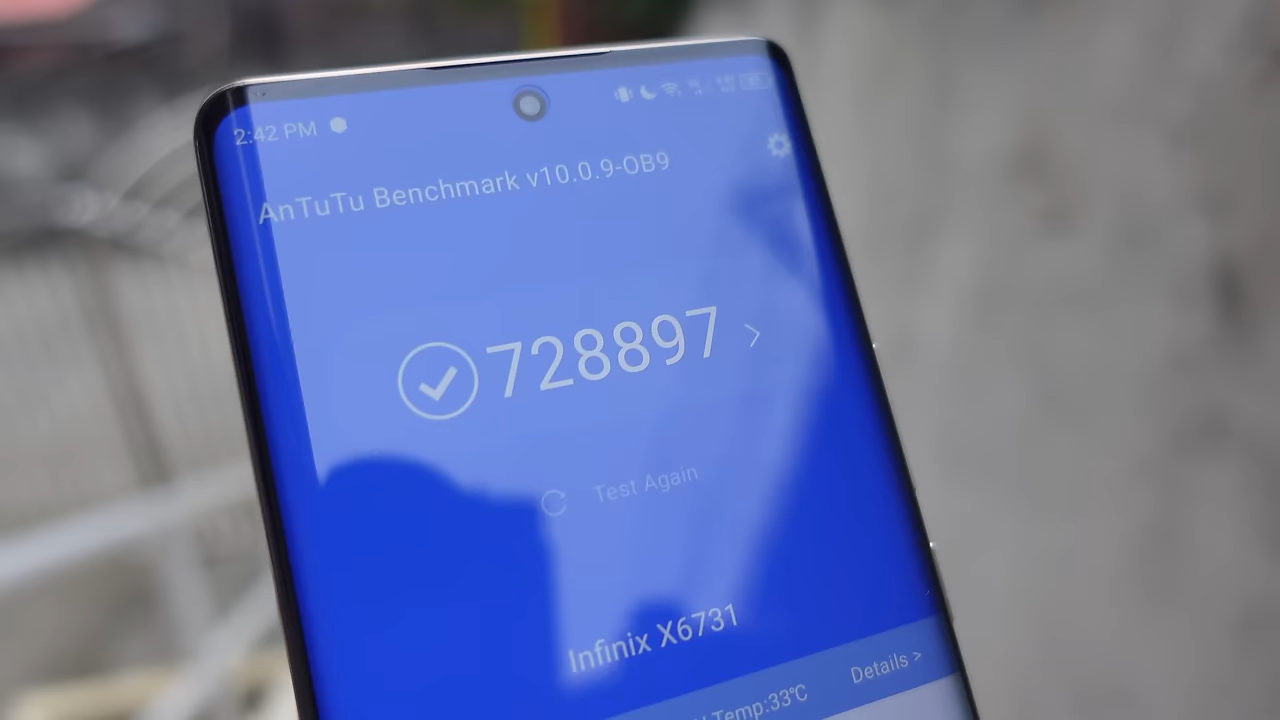 2:42 PM
AnTuTu Benchmark v10.0.9-OB9
728897 >
Test Again
Infinix X6731
Temp:33℃
Details >